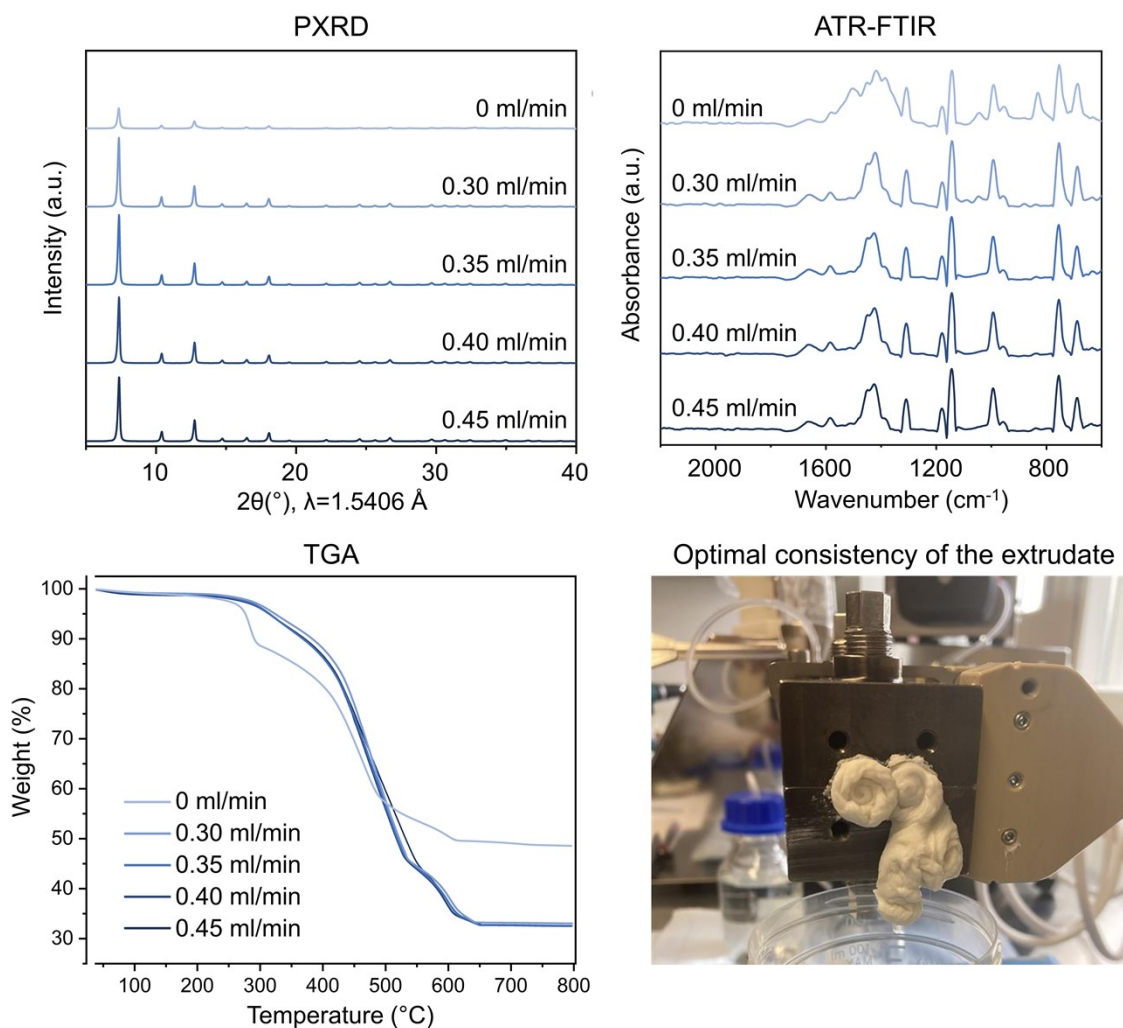 PXRD
Intensity (a.u.)
0 ml/min
0.30 ml/min
0.35 ml/min
0.40 ml/min
0.45 ml/min
10
20
30
40
2θ(°), λ=1.5406 Å
ATR-FTIR
Absorbance (a.u.)
0 ml/min
0.30 ml/min
0.35 ml/min
0.40 ml/min
0.45 ml/min
2000
1600
1200
800
Wavenumber (cm⁻¹)
TGA
Weight (%)
100
90
80
70
60
50
40
30
0 ml/min
0.30 ml/min
0.35 ml/min
0.40 ml/min
0.45 ml/min
100
200
300
400
500
600
700
800
Temperature (°C)
Optimal consistency of the extrudate